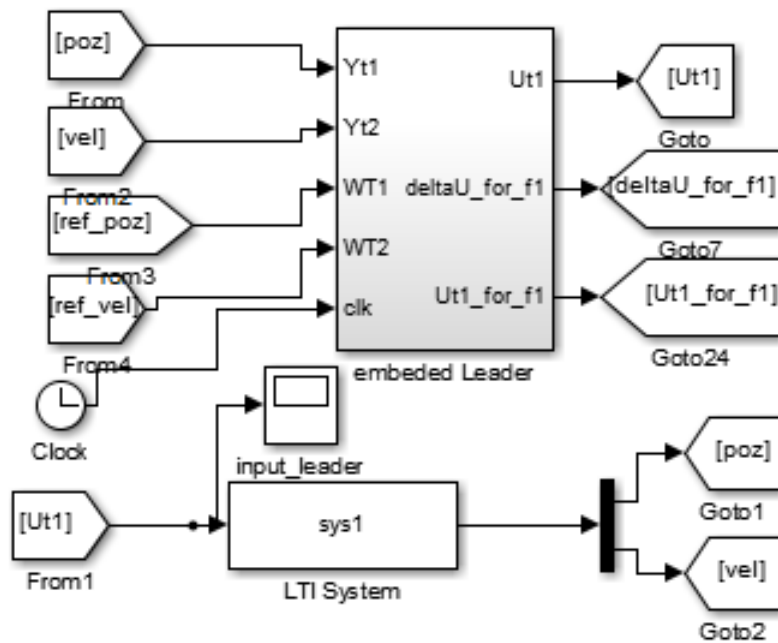 [poz]
From
[vel]
From2
[ref_poz]
From3
[ref_vel]
From4
Clock
Yt1
Yt2
WT1
WT2
clk
Ut1
deltaU_for_f1
Ut1_for_f1
embeded Leader
[Ut1]
Goto
[deltaU_for_f1]
Goto7
[Ut1_for_f1]
Goto24
input_leader
[Ut1]
From1
sys1
LTI System
[poz]
Goto1
[vel]
Goto2